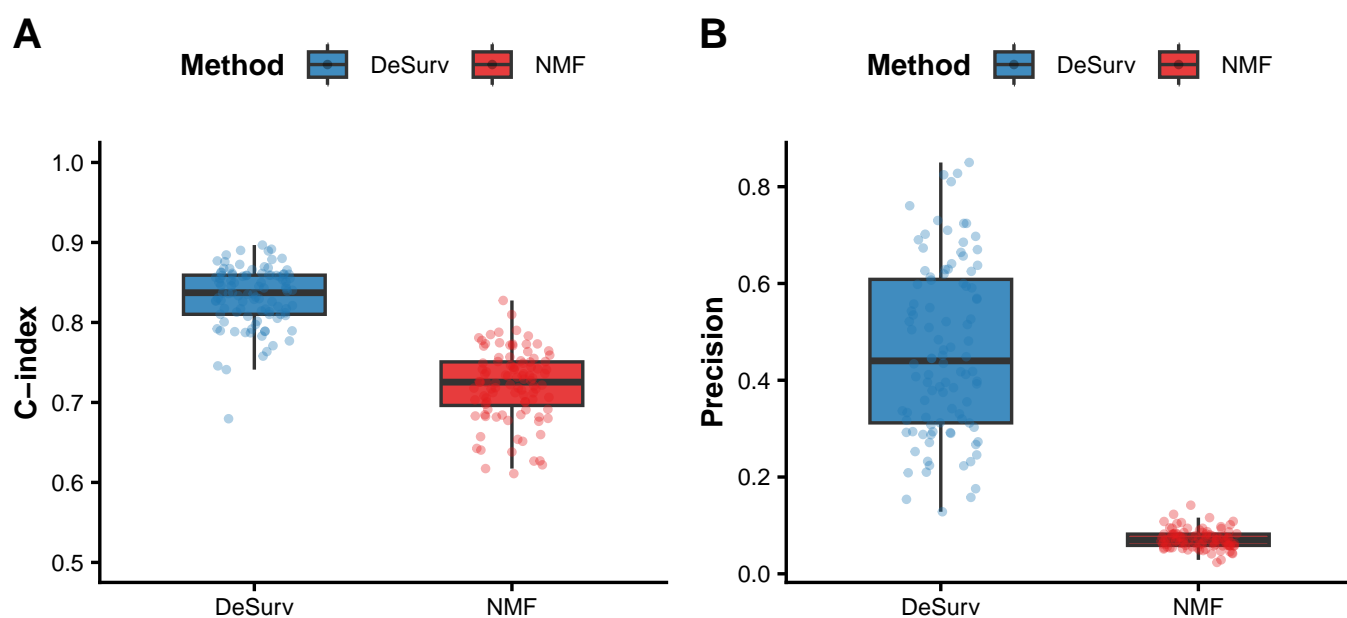 A
Method DeSurv NMF
C−index
1.0
0.9
0.8
0.7
0.6
0.5
DeSurv NMF
B
Method DeSurv NMF
Precision
0.8
0.6
0.4
0.2
0.0
DeSurv NMF